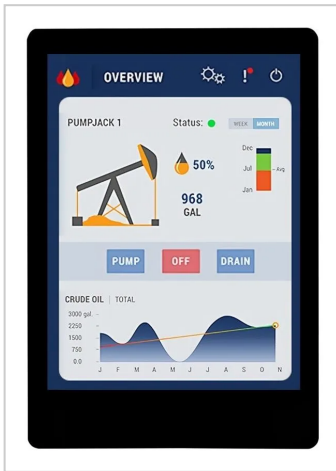 OVERVIEW
!
PUMPJACK 1
Status:
WEEK MONTH
50%
968
GAL
Dec
Jul
Avg
Jan
PUMP
OFF
DRAIN
CRUDE OIL | TOTAL
3000 gal.
2250
1500
750
0.0
J F M A M J J A S O N